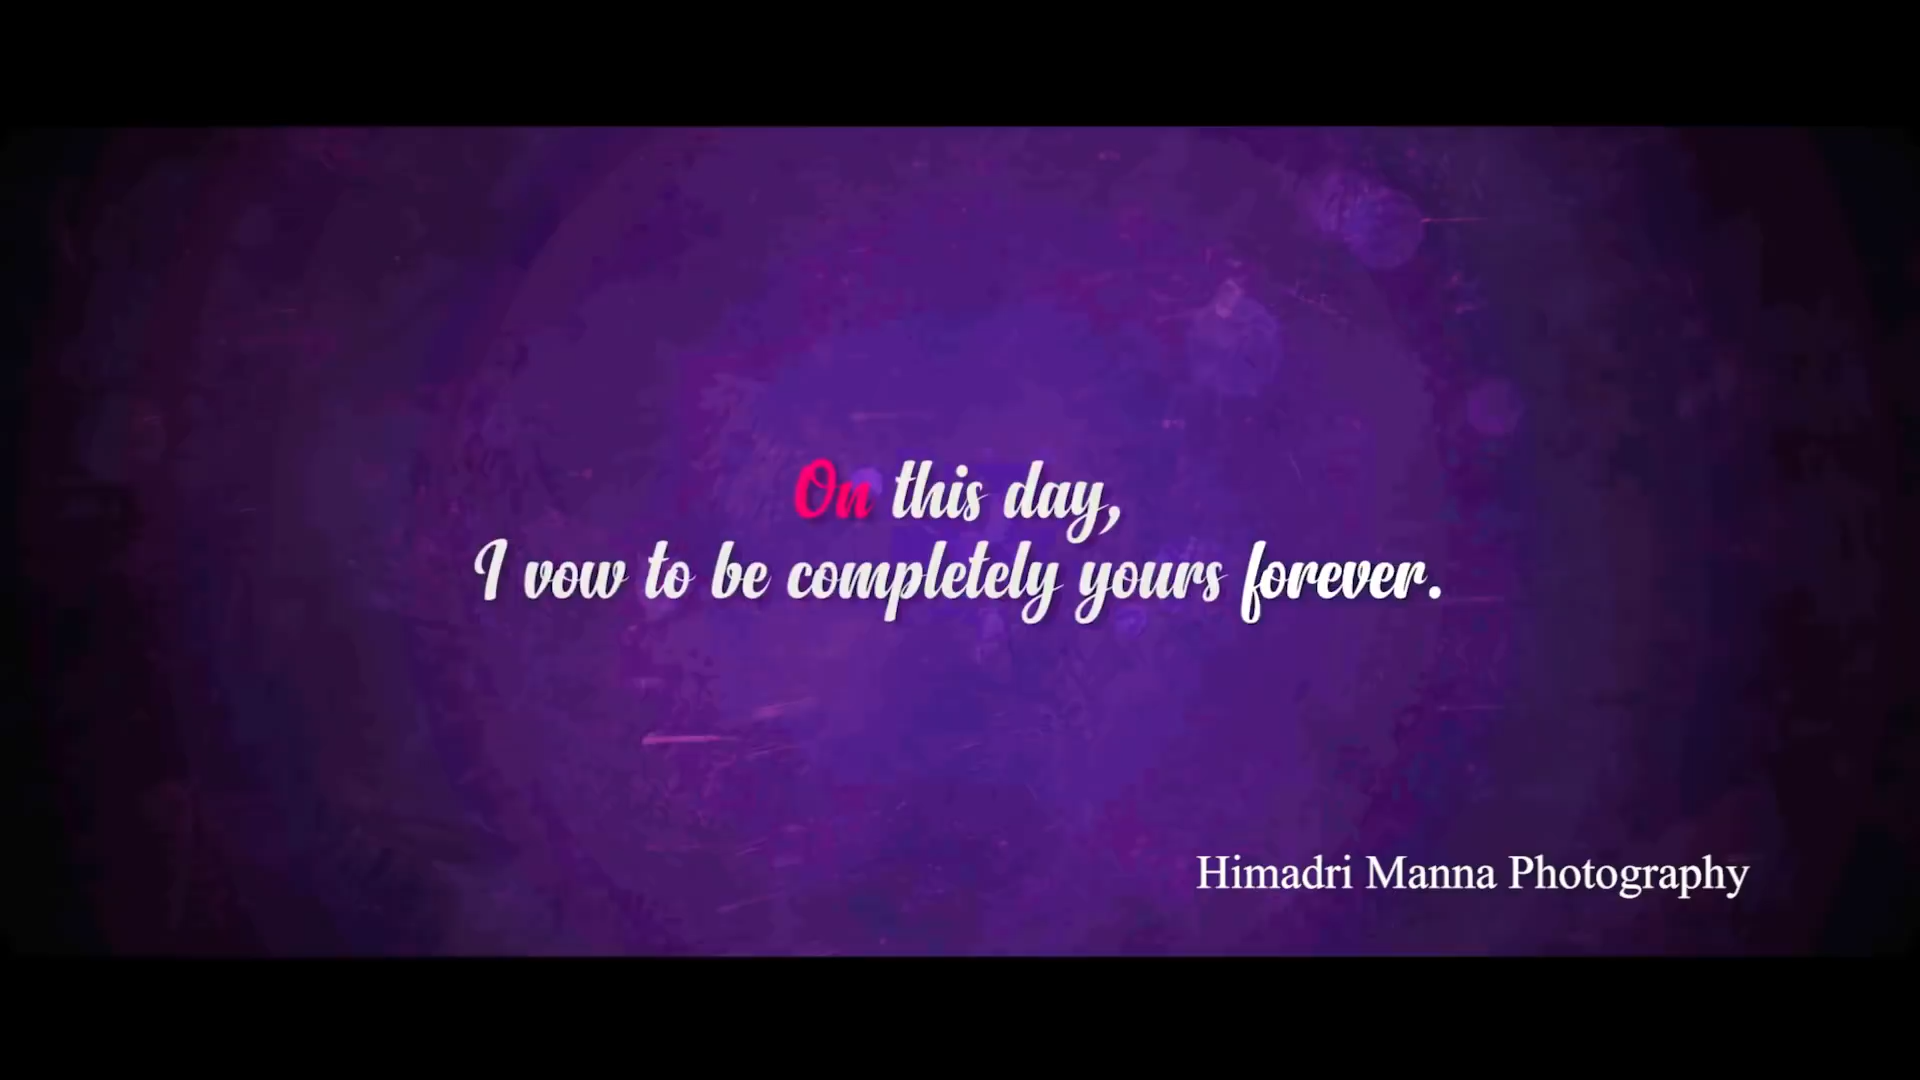 On this day,
I vow to be completely yours forever.
Himadri Manna Photography